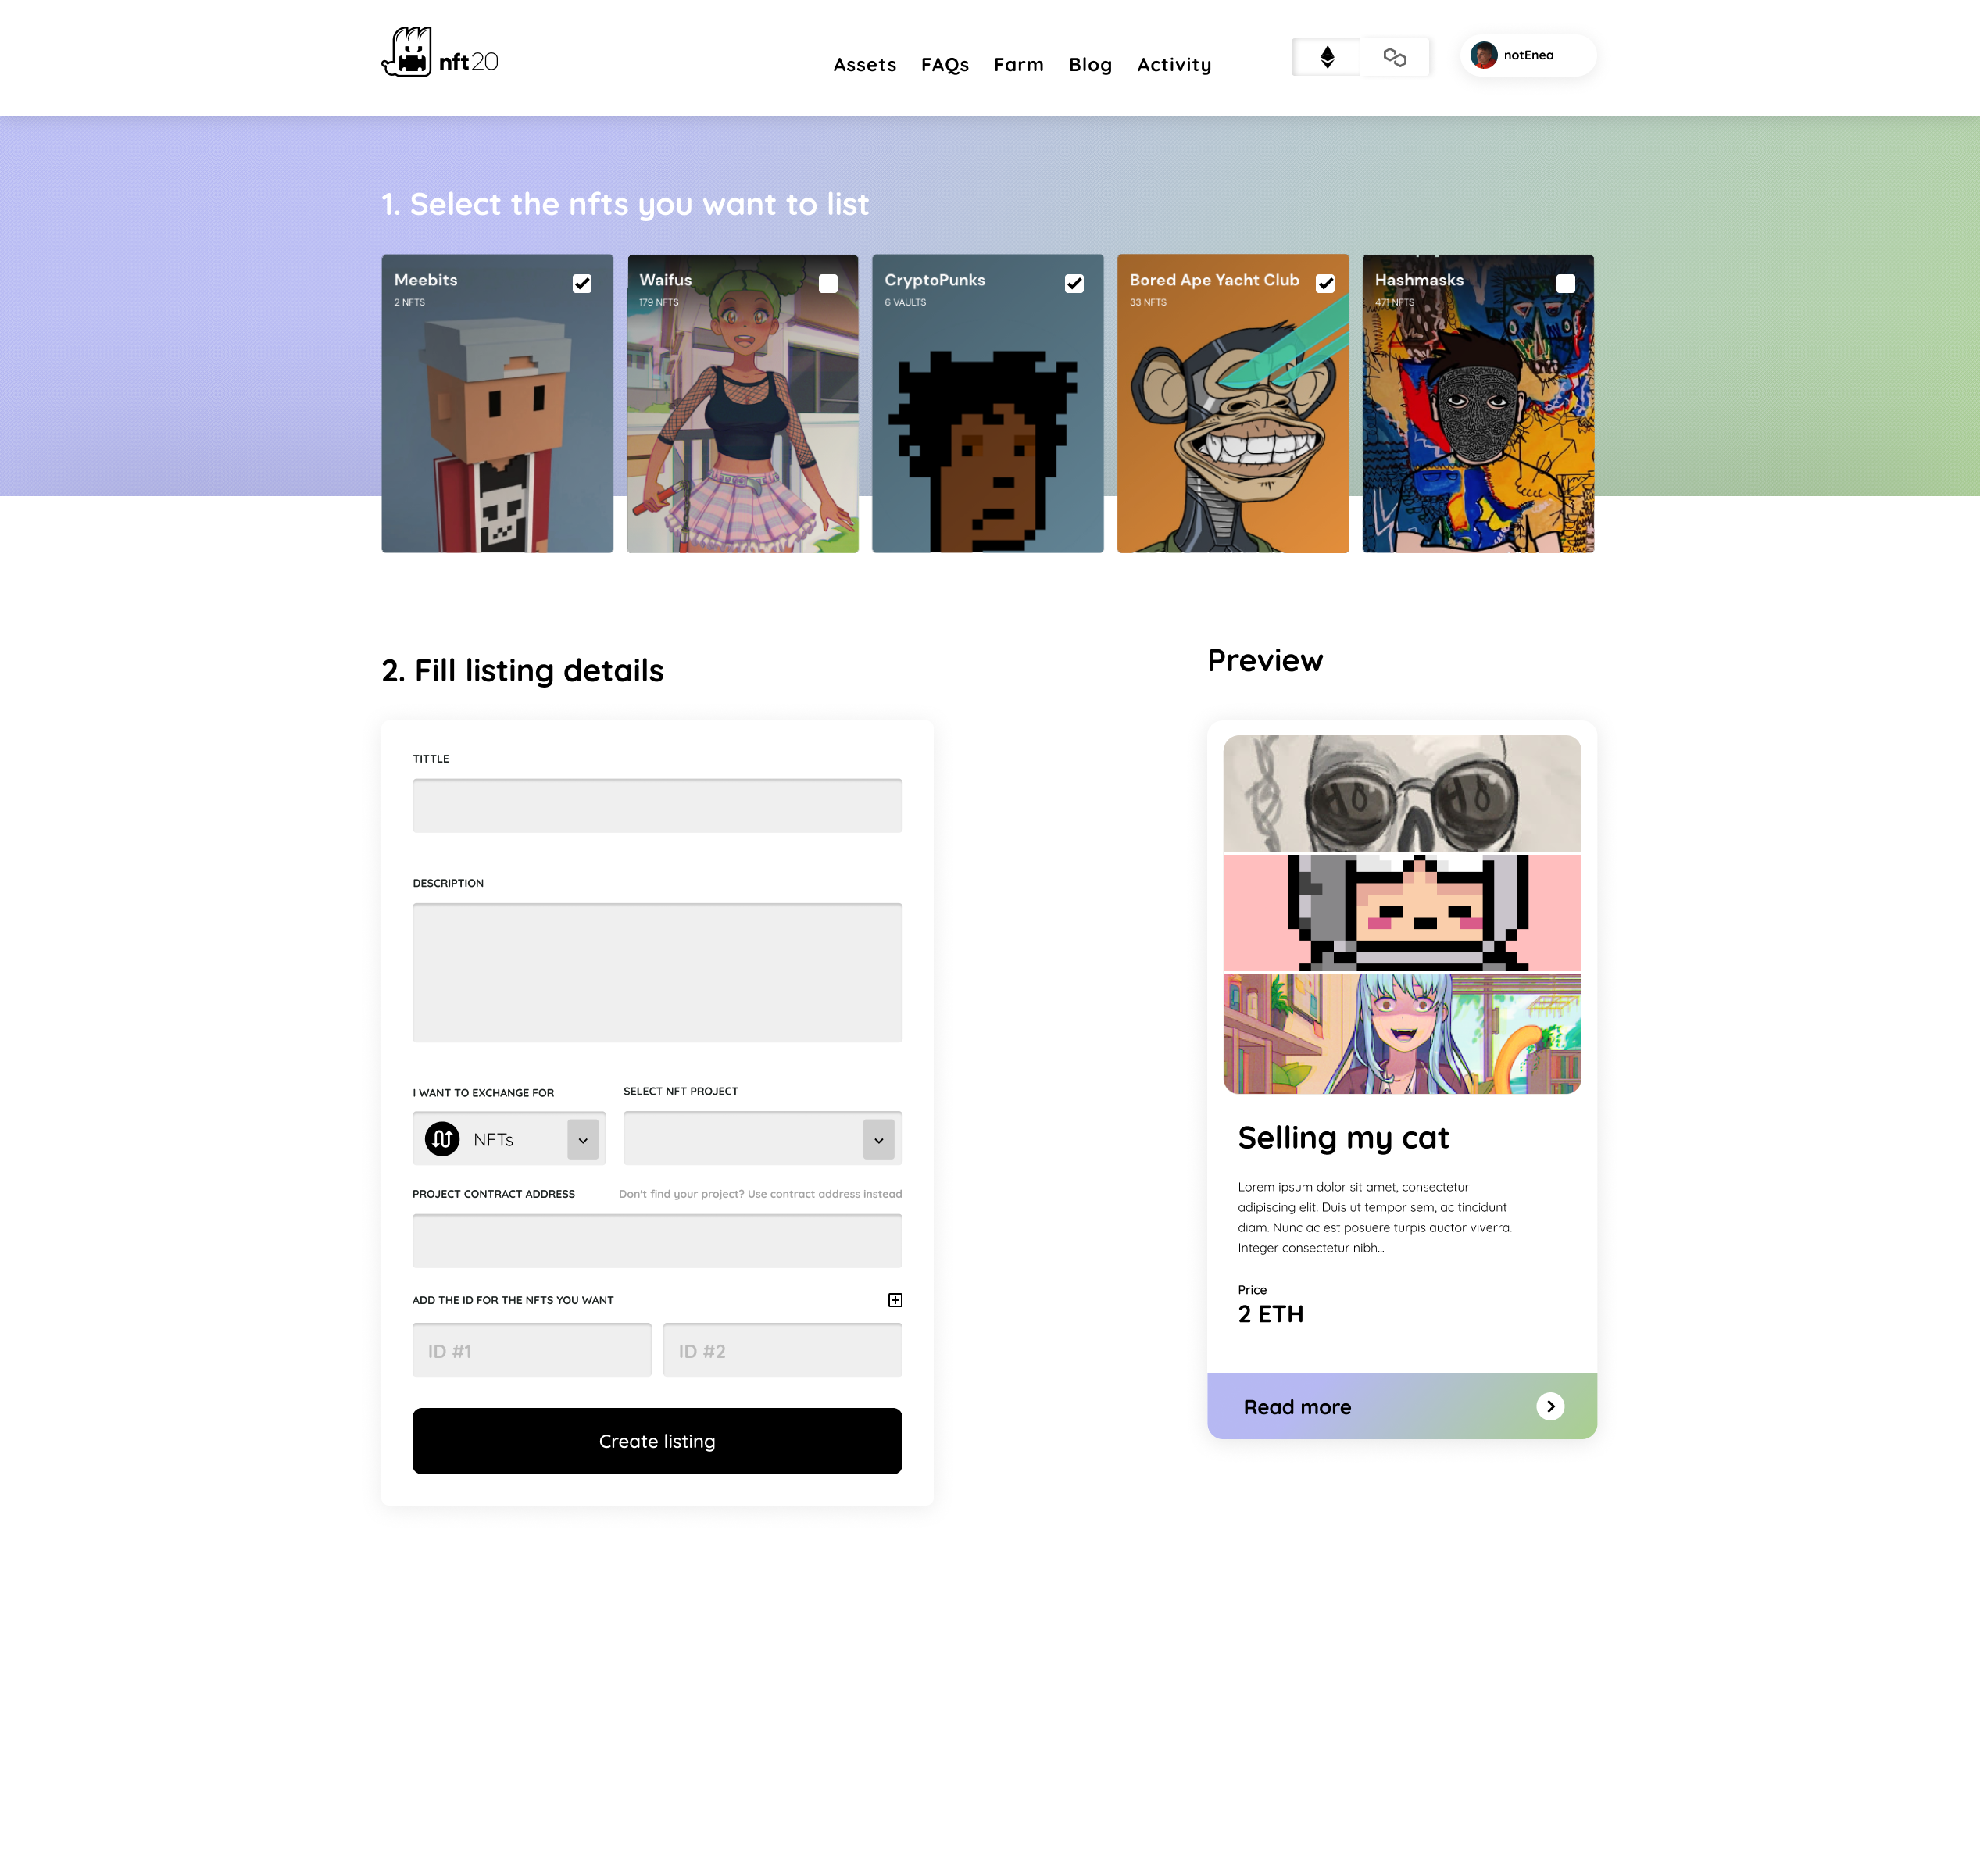 nft20
Assets FAQs Farm Blog Activity
notEnea
1. Select the nfts you want to list
Meebits
2 NFTS
Waifus
179 NFTS
CryptoPunks
6 VAULTS
Bored Ape Yacht Club
33 NFTS
Hashmasks
471 NFTS
2. Fill listing details
TITTLE
DESCRIPTION
I WANT TO EXCHANGE FOR
SELECT NFT PROJECT
NFTs
PROJECT CONTRACT ADDRESS
Don't find your project? Use contract address instead
ADD THE ID FOR THE NFTS YOU WANT
ID #1
ID #2
Create listing
Preview
Selling my cat
Lorem ipsum dolor sit amet, consectetur
adipiscing elit. Duis ut tempor sem, ac tincidunt
diam. Nunc ac est posuere turpis auctor viverra.
Integer consectetur nibh...
Price
2 ETH
Read more